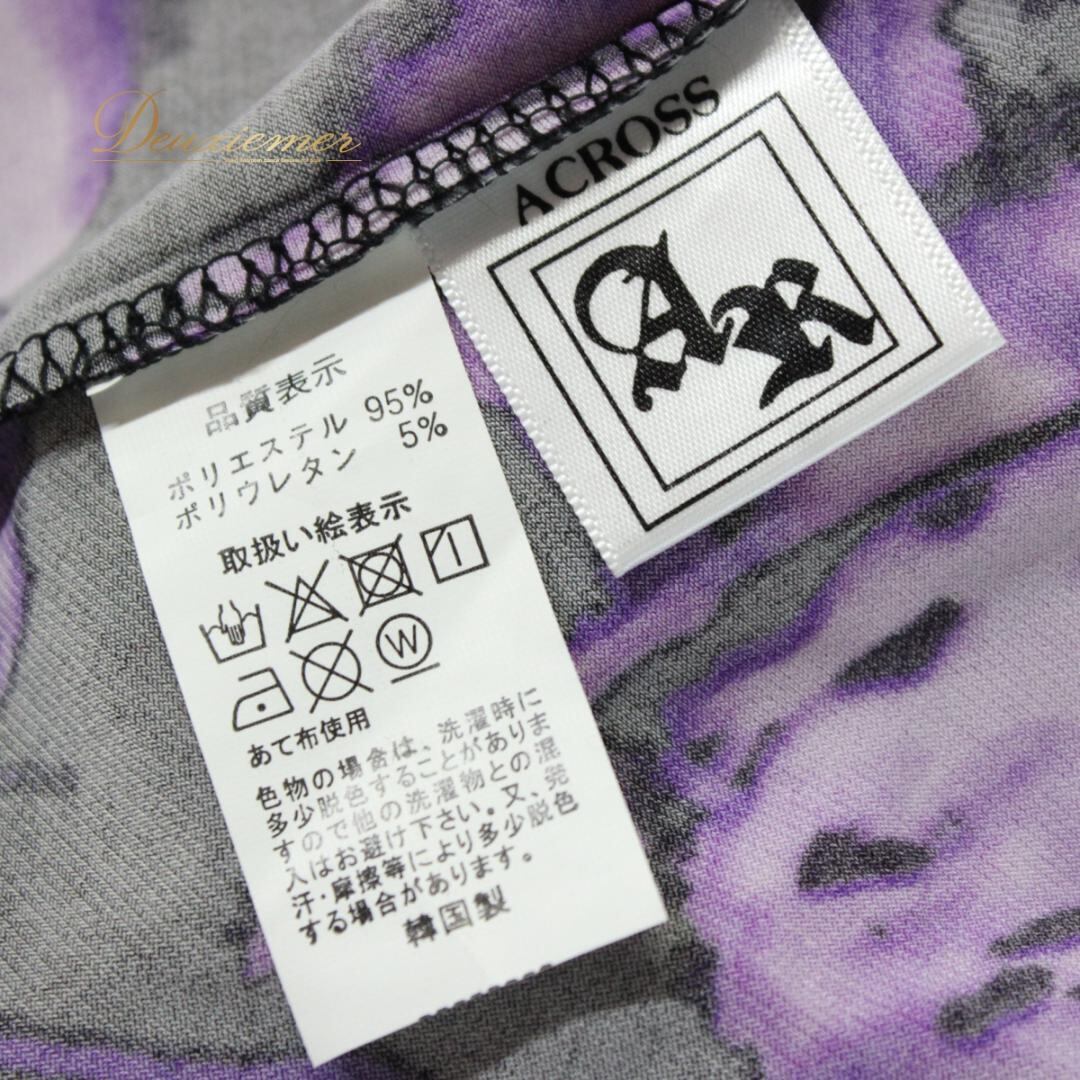 Deuxiemer
ACROSS
AR
品質表示
ポリエステル 95%
ポリウレタン 5%
取扱い絵表示
W
あて布使用
色物の場合は、洗濯時に
多少脱色することがありま
すので他の洗濯物との混
入はお避け下さい。又、発
汗・摩擦等により多少脱色
する場合があります。
韓国製